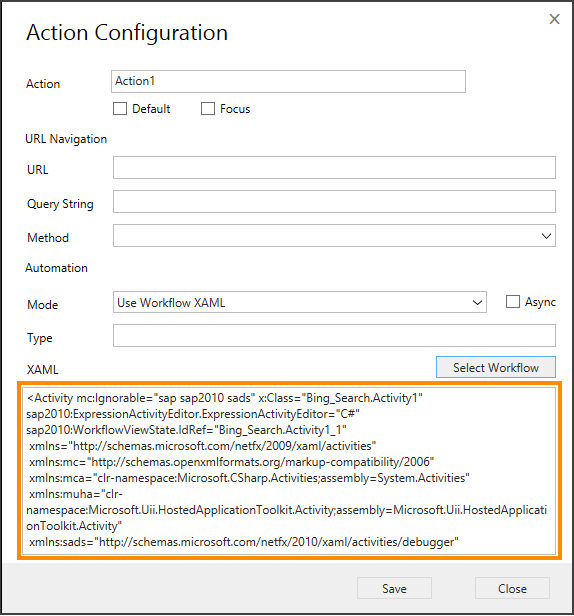 Action Configuration
Action Action1
Default Focus
URL Navigation
URL
Query String
Method
Automation
Mode Use Workflow XAML Async
Type
XAML Select Workflow
<Activity mc:Ignorable="sap sap2010 sads" x:Class="Bing_Search.Activity1"
sap2010:ExpressionActivityEditor.ExpressionActivityEditor="C#"
sap2010:WorkflowViewState.IdRef="Bing_Search.Activity1_1"
xmlns="http://schemas.microsoft.com/netfx/2009/xaml/activities"
xmlns:mc="http://schemas.openxmlformats.org/markup-compatibility/2006"
xmlns:mca="clr-namespace:Microsoft.CSharp.Activities;assembly=System.Activities"
xmlns:muha="clr-
namespace:Microsoft.Uii.HostedApplicationToolkit.Activity;assembly=Microsoft.Uii.HostedApplicati
onToolkit.Activity"
xmlns:sads="http://schemas.microsoft.com/netfx/2010/xaml/activities/debugger"
Save Close